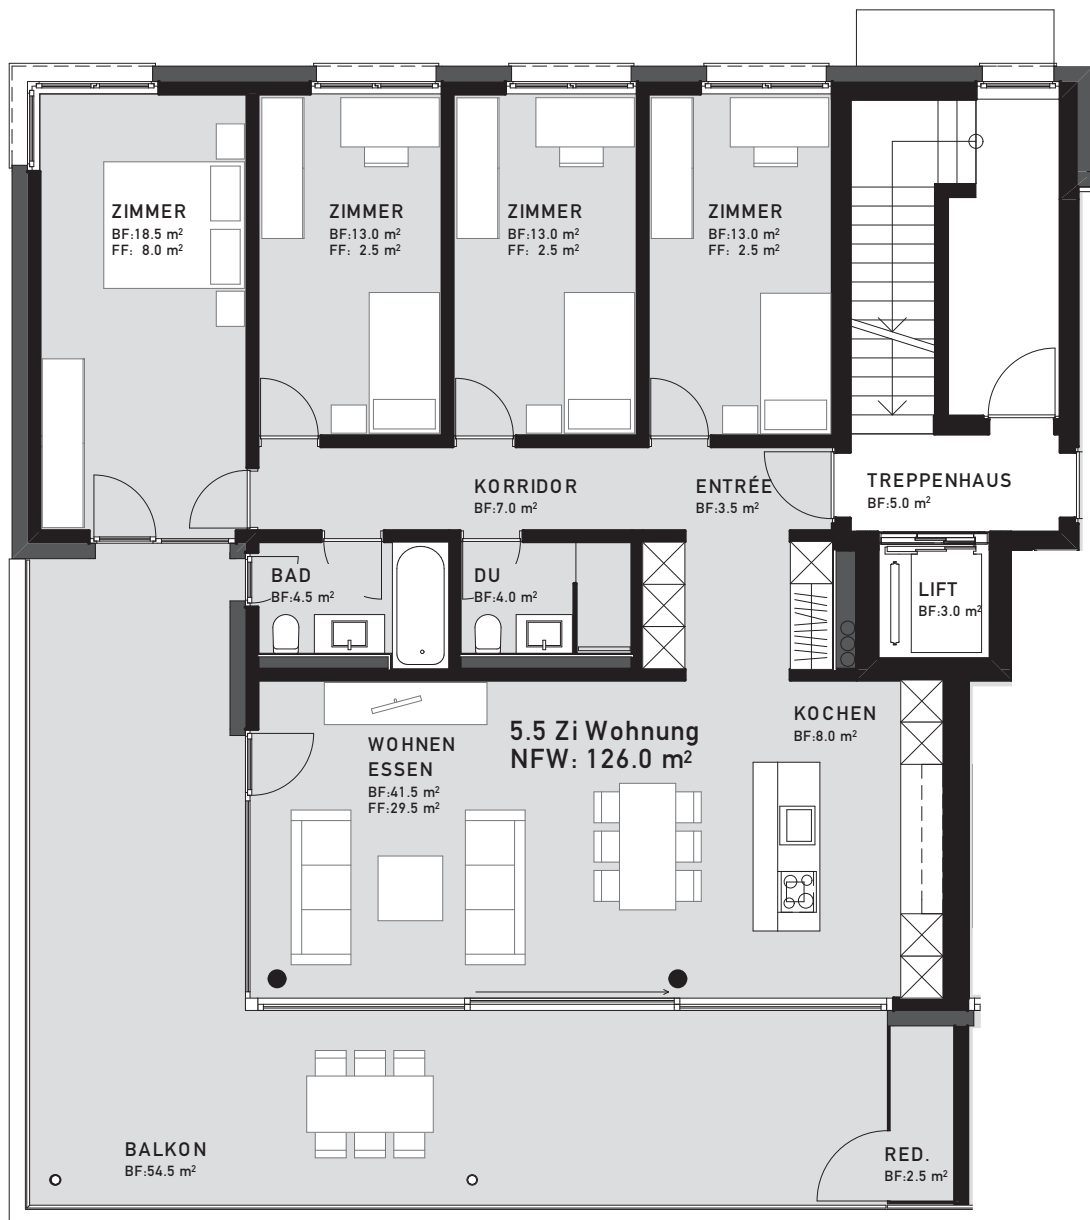 ZIMMER
BF:18.5 m²
FF: 8.0 m²
ZIMMER
BF:13.0 m²
FF: 2.5 m²
ZIMMER
BF:13.0 m²
FF: 2.5 m²
ZIMMER
BF:13.0 m²
FF: 2.5 m²
KORRIDOR
BF:7.0 m²
ENTRÉE
BF:3.5 m²
TREPPENHAUS
BF:5.0 m²
BAD
BF:4.5 m²
DU
BF:4.0 m²
LIFT
BF:3.0 m²
5.5 Zi Wohnung
NFW: 126.0 m²
KOCHEN
BF:8.0 m²
WOHNEN
ESSEN
BF:41.5 m²
FF:29.5 m²
BALKON
BF:54.5 m²
RED.
BF:2.5 m²